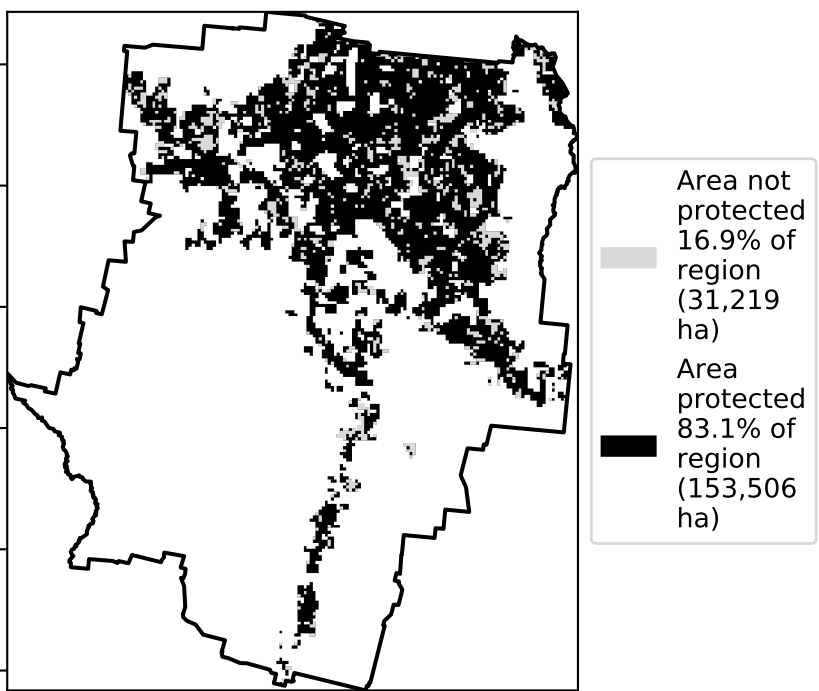 Area not
protected
16.9% of
region
(31,219
ha)
Area
protected
83.1% of
region
(153,506
ha)